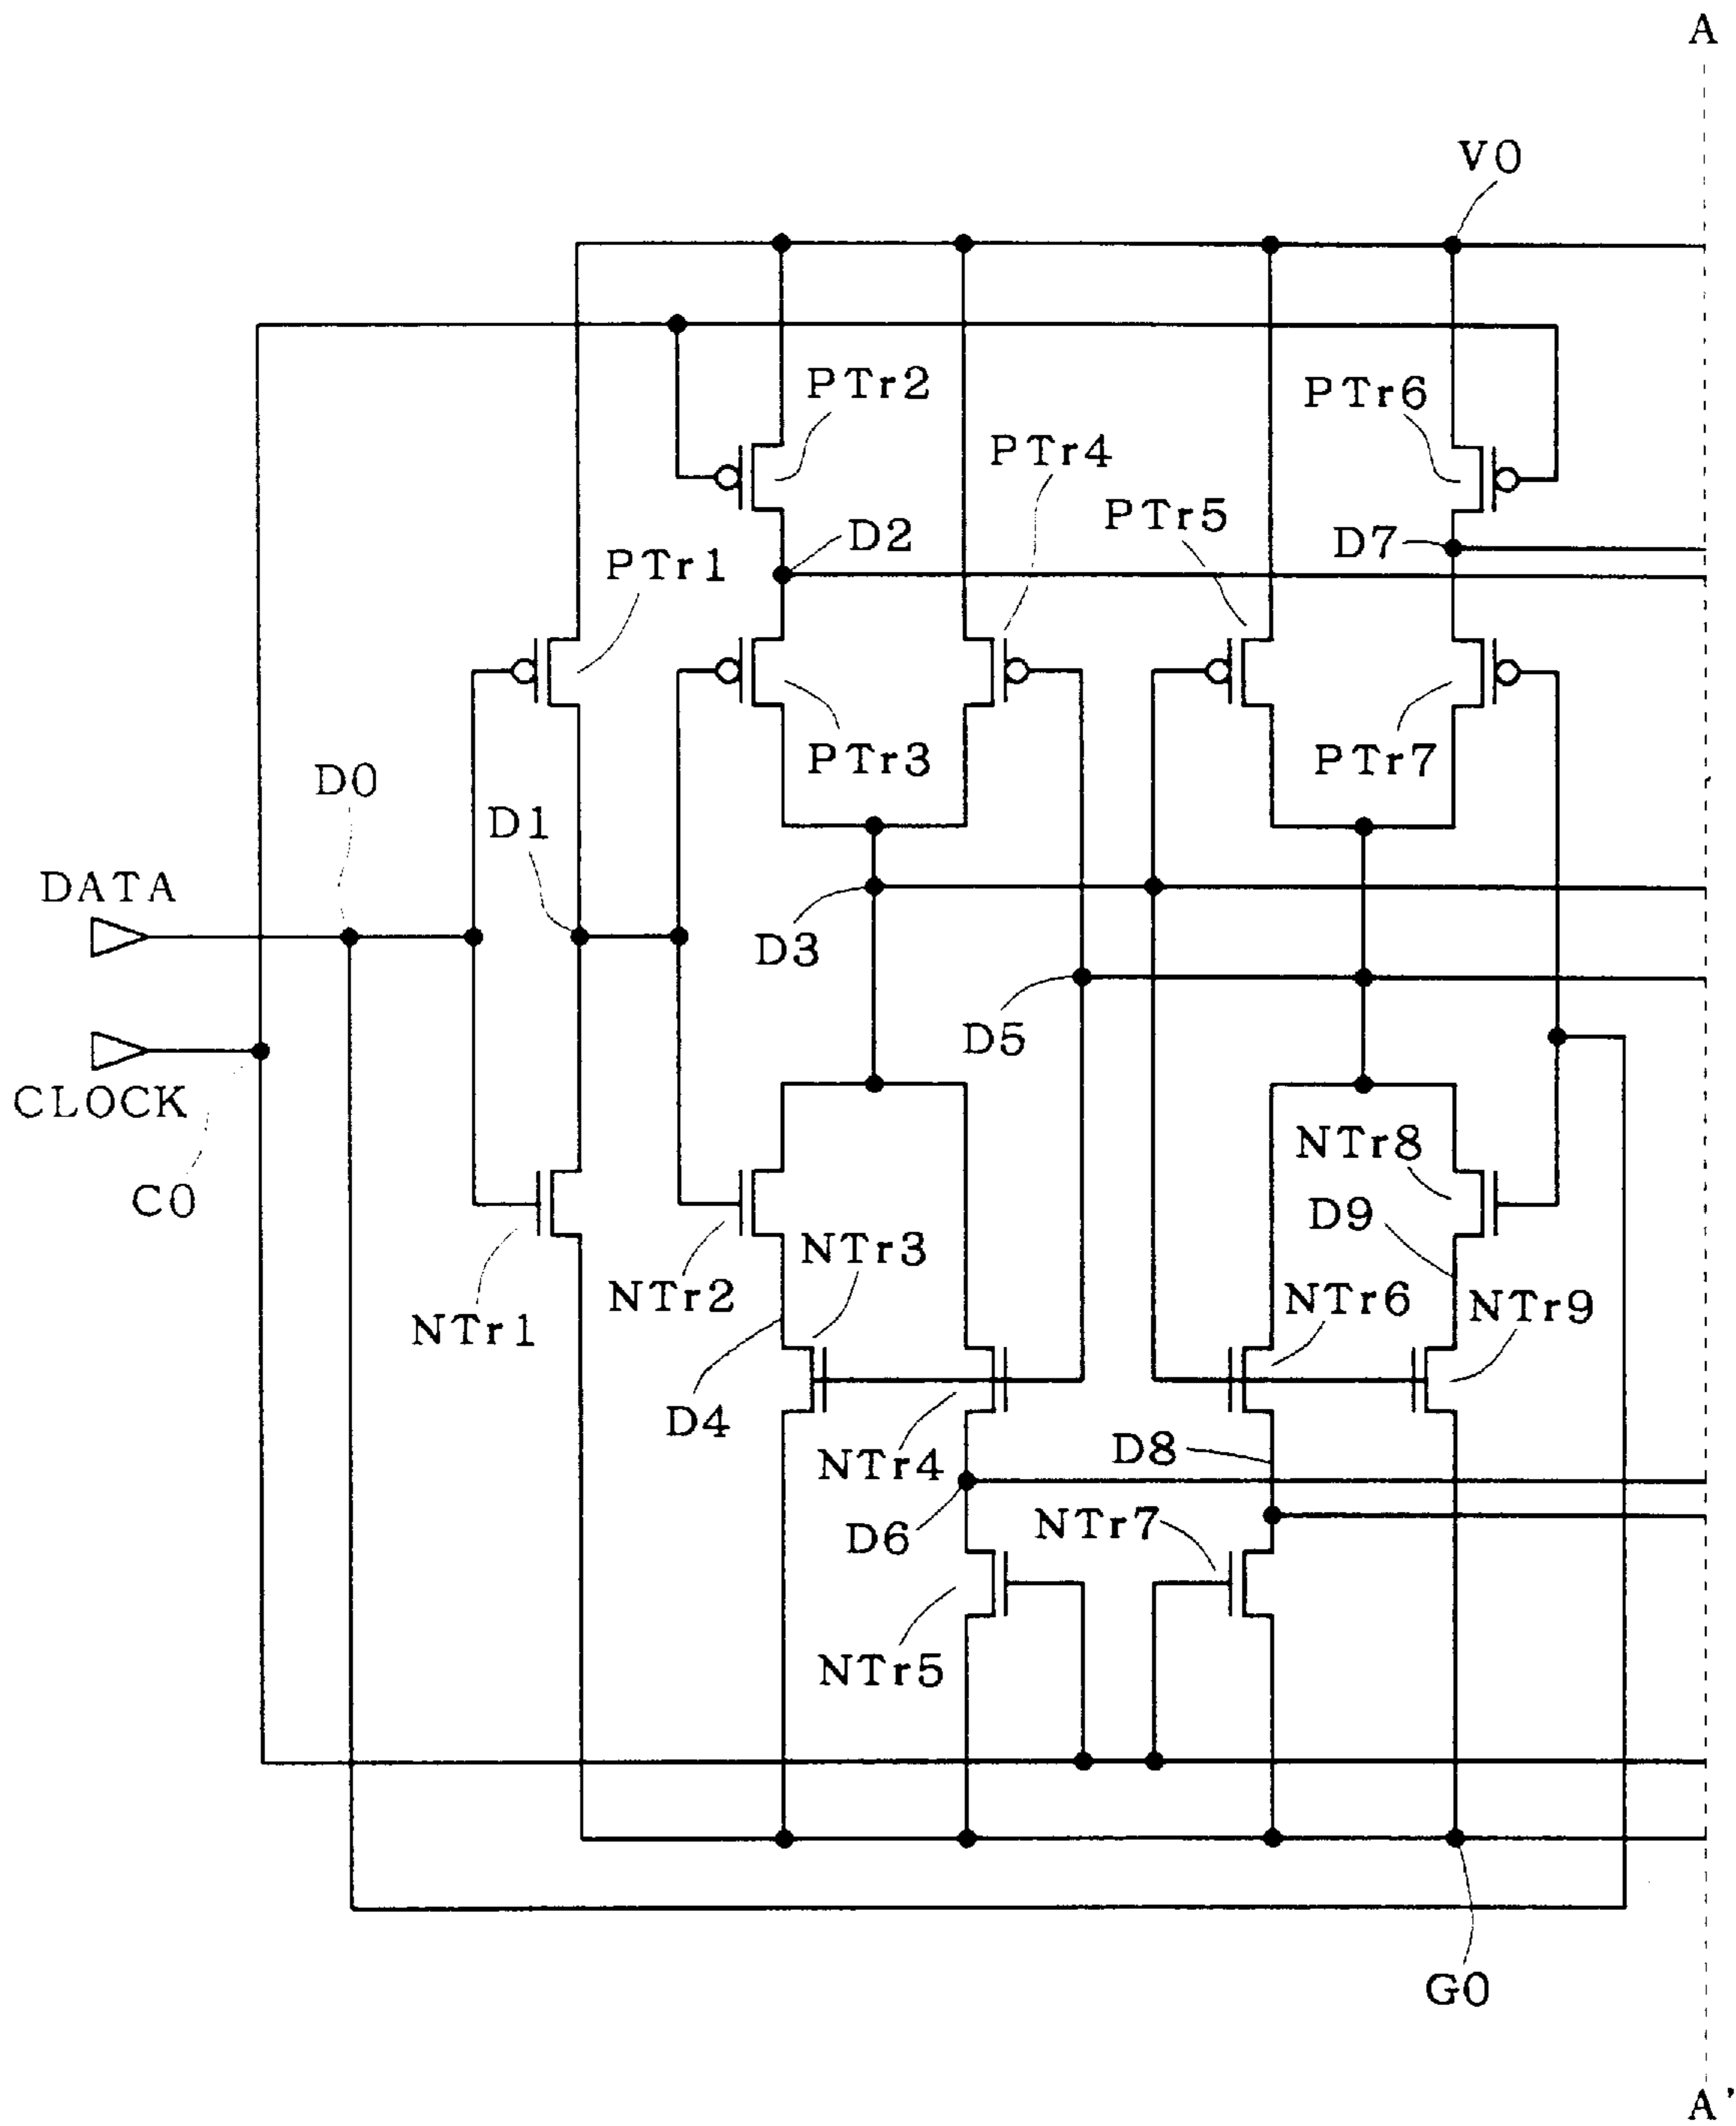 A
V0
PTr2
PTr6
PTr4
PTr5
D2
D7
PTr1
PTr3
PTr7
D0
D1
DATA
D3
D5
CLOCK
NTr8
C0
D9
NTr3
NTr2
NTr6
NTr9
NTr1
D4
D8
NTr4
NTr7
D6
NTr5
G0
A'